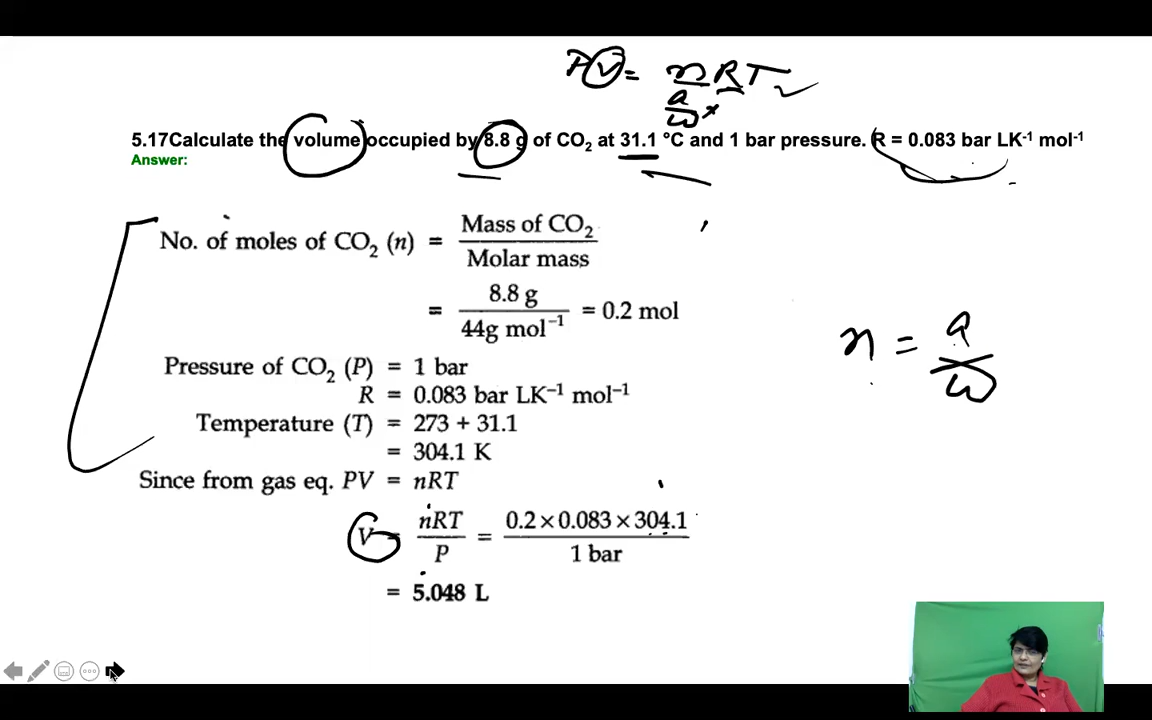 PV = nRT
a/w ×
5.17Calculate the volume occupied by 8.8 g of CO₂ at 31.1 °C and 1 bar pressure. R = 0.083 bar LK⁻¹ mol⁻¹
Answer:
No. of moles of CO₂ (n) = Mass of CO₂ / Molar mass
= 8.8 g / 44g mol⁻¹ = 0.2 mol
n = a/w
Pressure of CO₂ (P) = 1 bar
R = 0.083 bar LK⁻¹ mol⁻¹
Temperature (T) = 273 + 31.1
= 304.1 K
Since from gas eq. PV = nRT
V = nRT / P = 0.2 × 0.083 × 304.1 / 1 bar
= 5.048 L